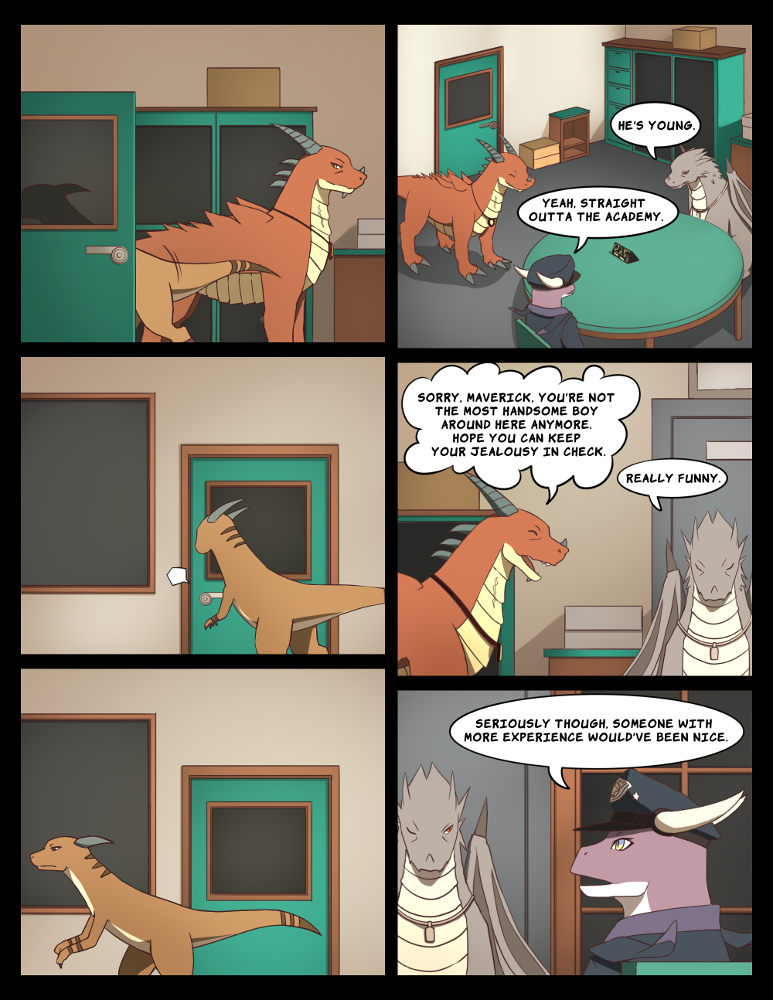 HE'S YOUNG.
YEAH, STRAIGHT
OUTTA THE ACADEMY.
SORRY, MAVERICK, YOU'RE NOT
THE MOST HANDSOME BOY
AROUND HERE ANYMORE.
HOPE YOU CAN KEEP
YOUR JEALOUSY IN CHECK.
REALLY FUNNY.
SERIOUSLY THOUGH, SOMEONE WITH
MORE EXPERIENCE WOULD'VE BEEN NICE.